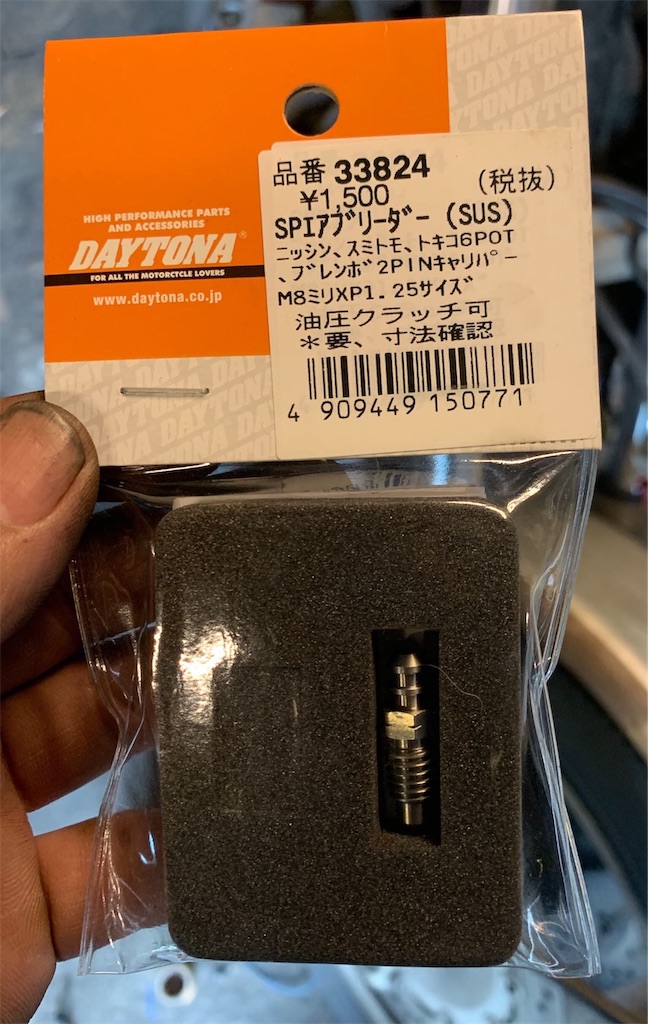 HIGH PERFORMANCE PARTS
AND ACCESSORIES
DAYTONA®
FOR ALL THE MOTORCYCLE LOVERS
www.daytona.co.jp
品番 33824
¥1,500 (税抜)
SPIアブリーダー (SUS)
ニッシン、スミトモ、トキコ6POT
、ブレンボ2PINキャリパー
M8ミリXP1.25サイズ
油圧クラッチ可
*要、寸法確認
4 909449 150771